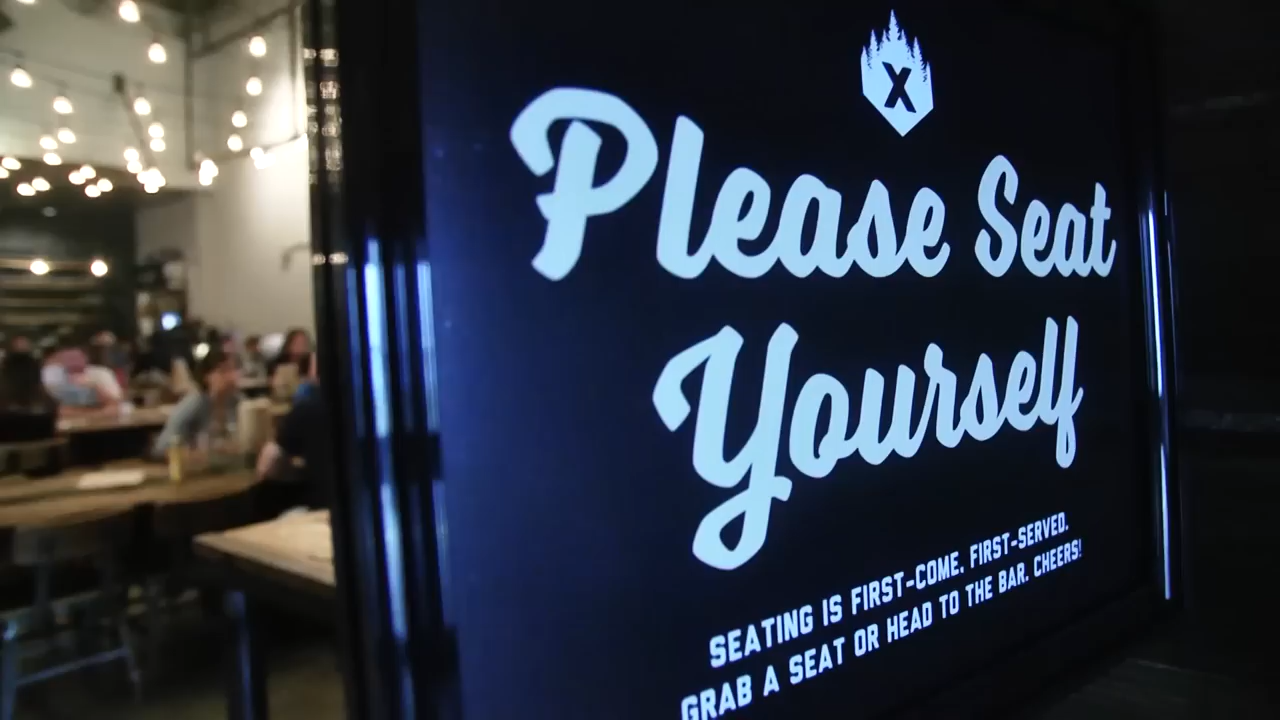 X
Please Seat
Yourself
SEATING IS FIRST-COME, FIRST-SERVED.
GRAB A SEAT OR HEAD TO THE BAR. CHEERS!